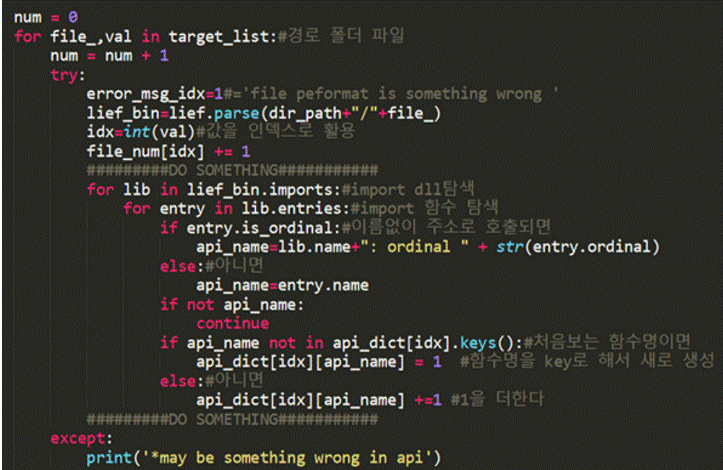 num = 0
for file_,val in target_list:#경로 폴더 파일
    num = num + 1
    try:
        error_msg_idx=1#='file peformat is something wrong '
        lief_bin=lief.parse(dir_path+"/"+file_)
        idx=int(val)#값을 인덱스로 활용
        file_num[idx] += 1
        #########DO SOMETHING###########
        for lib in lief_bin.imports:#import dll탐색
            for entry in lib.entries:#import 함수 탐색
                if entry.is_ordinal:#이름없이 주소로 호출되면
                    api_name=lib.name+": ordinal " + str(entry.ordinal)
                else:#아니면
                    api_name=entry.name
                if not api_name:
                    continue
                if api_name not in api_dict[idx].keys():#처음보는 함수명이면
                    api_dict[idx][api_name] = 1  #함수명을 key로 해서 새로 생성
                else:#아니면
                    api_dict[idx][api_name] +=1 #1을 더한다
        #########DO SOMETHING###########
    except:
        print('*may be something wrong in api')